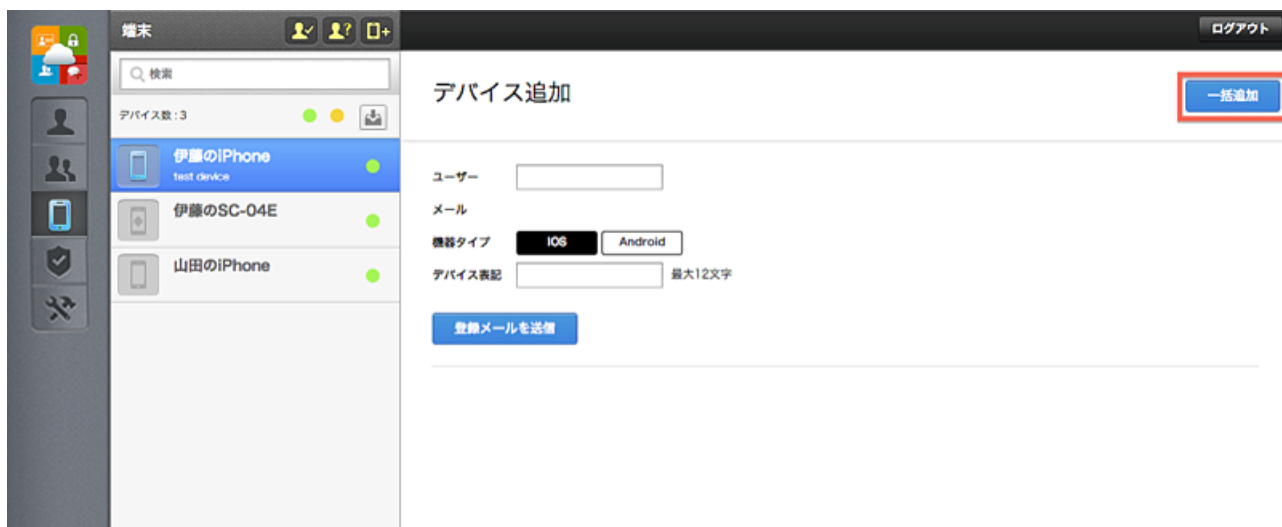 端末
ログアウト
検索
デバイス数:3
伊藤のiPhone
test device
伊藤のSC-04E
山田のiPhone
デバイス追加
一括追加
ユーザー
メール
機器タイプ
iOS
Android
デバイス表記
最大12文字
登録メールを送信